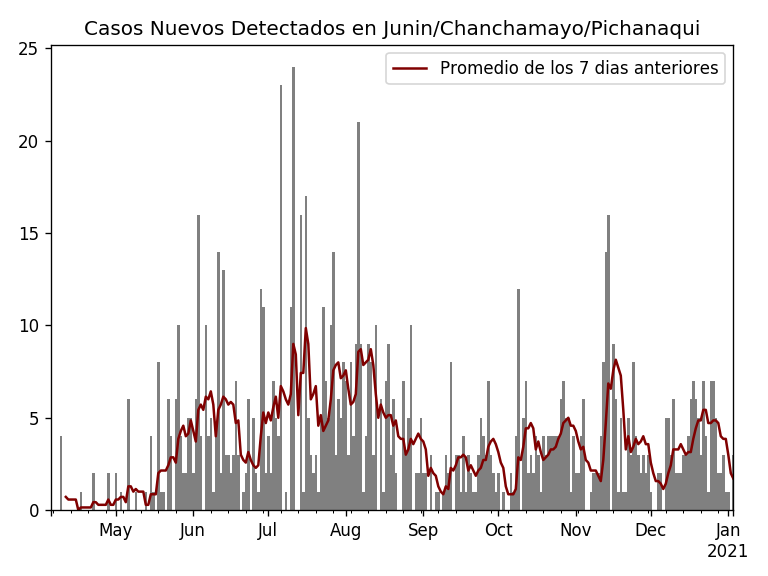 Casos Nuevos Detectados en Junin/Chanchamayo/Pichanaqui
Promedio de los 7 dias anteriores
25
20
15
10
5
0
May Jun Jul Aug Sep Oct Nov Dec Jan
2021